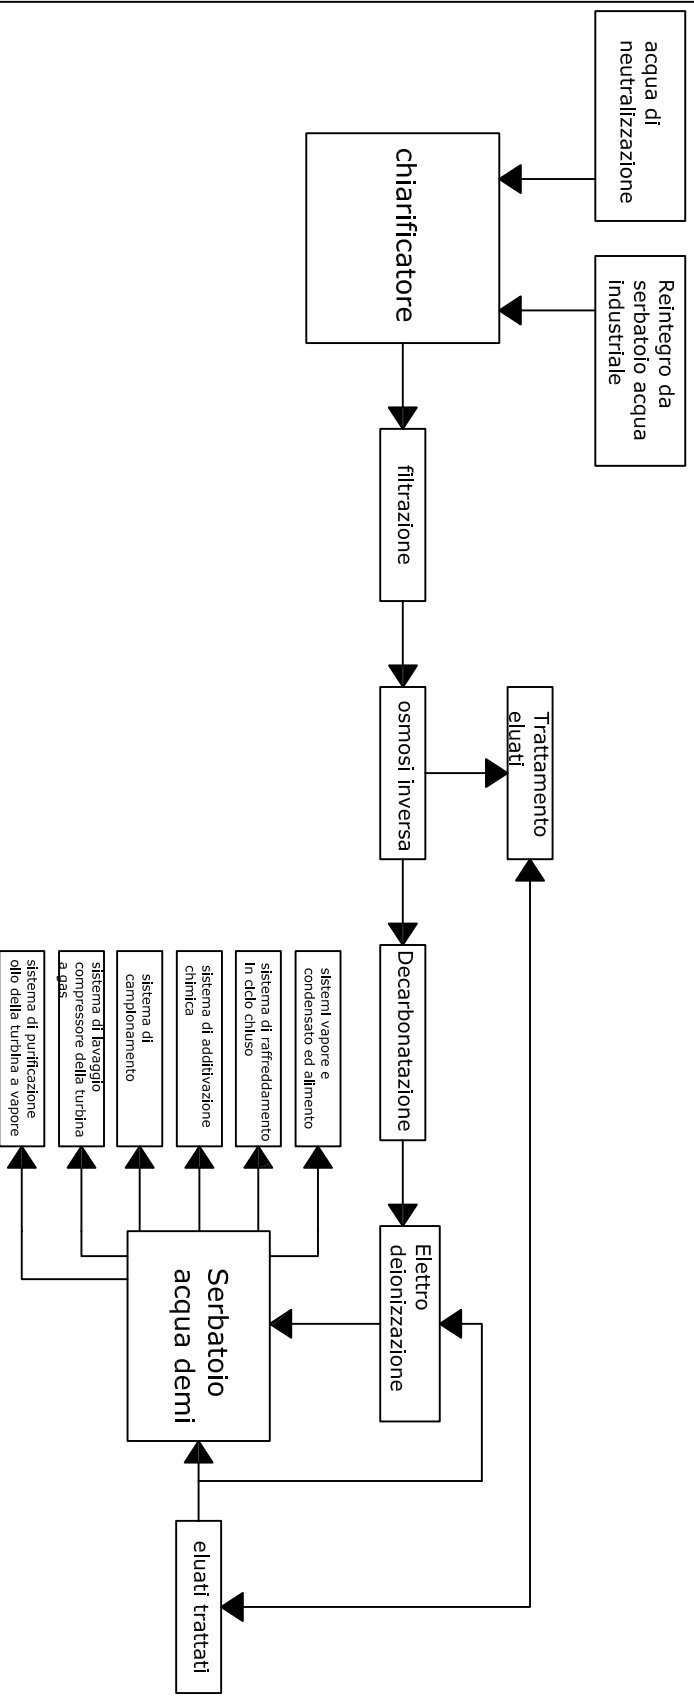 acqua di
neutralizzazione
Reintegro da
serbatoio acqua
industriale
Trattamento
eluati
chiarificatore
filtrazione
osmosi inversa
Decarbonatazione
Elettro
deionizzazione
sistemi vapore e
condensato ed alimento
sistema di raffreddamento
in ciclo chiuso
sistema di additivazione
chimica
sistema di
campionamento
sistema di lavaggio
compressore della turbina
a gas
sistema di purificazione
olio della turbina a vapore
Serbatoio
acqua demi
eluati trattati